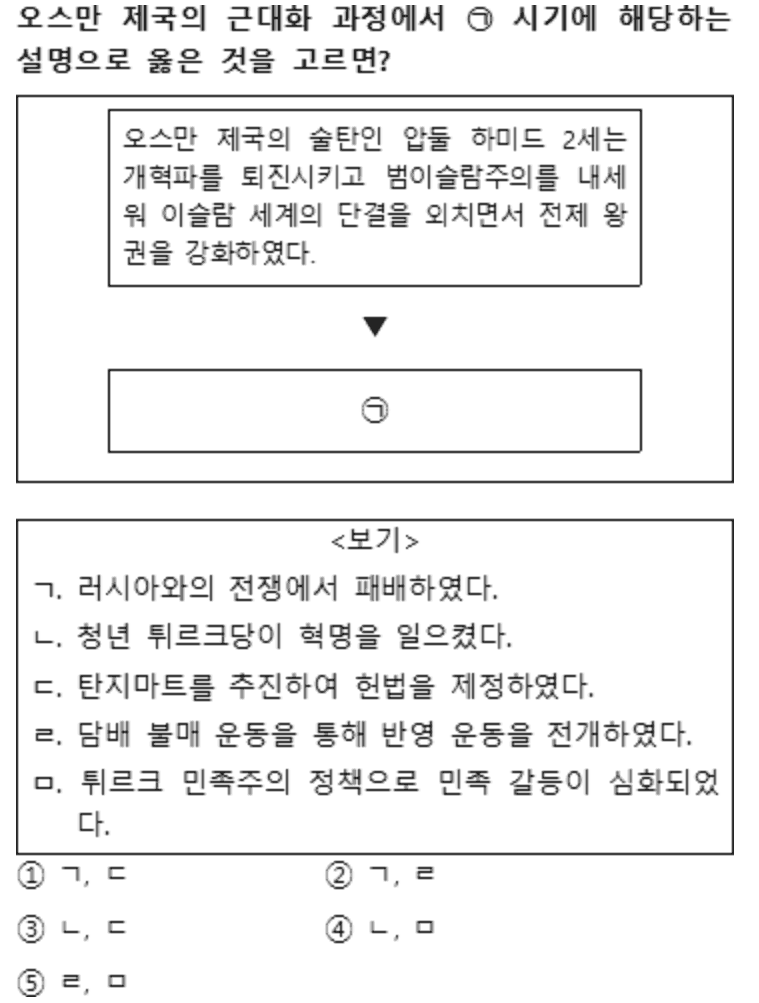 오스만 제국의 근대화 과정에서 ㉠ 시기에 해당하는
설명으로 옳은 것을 고르면?
오스만 제국의 술탄인 압둘 하미드 2세는
개혁파를 퇴진시키고 범이슬람주의를 내세
워 이슬람 세계의 단결을 외치면서 전제 왕
권을 강화하였다.
▼
㉠
<보기>
ㄱ. 러시아와의 전쟁에서 패배하였다.
ㄴ. 청년 튀르크당이 혁명을 일으켰다.
ㄷ. 탄지마트를 추진하여 헌법을 제정하였다.
ㄹ. 담배 불매 운동을 통해 반영 운동을 전개하였다.
ㅁ. 튀르크 민족주의 정책으로 민족 갈등이 심화되었
다.
① ㄱ, ㄷ ② ㄱ, ㄹ
③ ㄴ, ㄷ ④ ㄴ, ㅁ
⑤ ㄹ, ㅁ